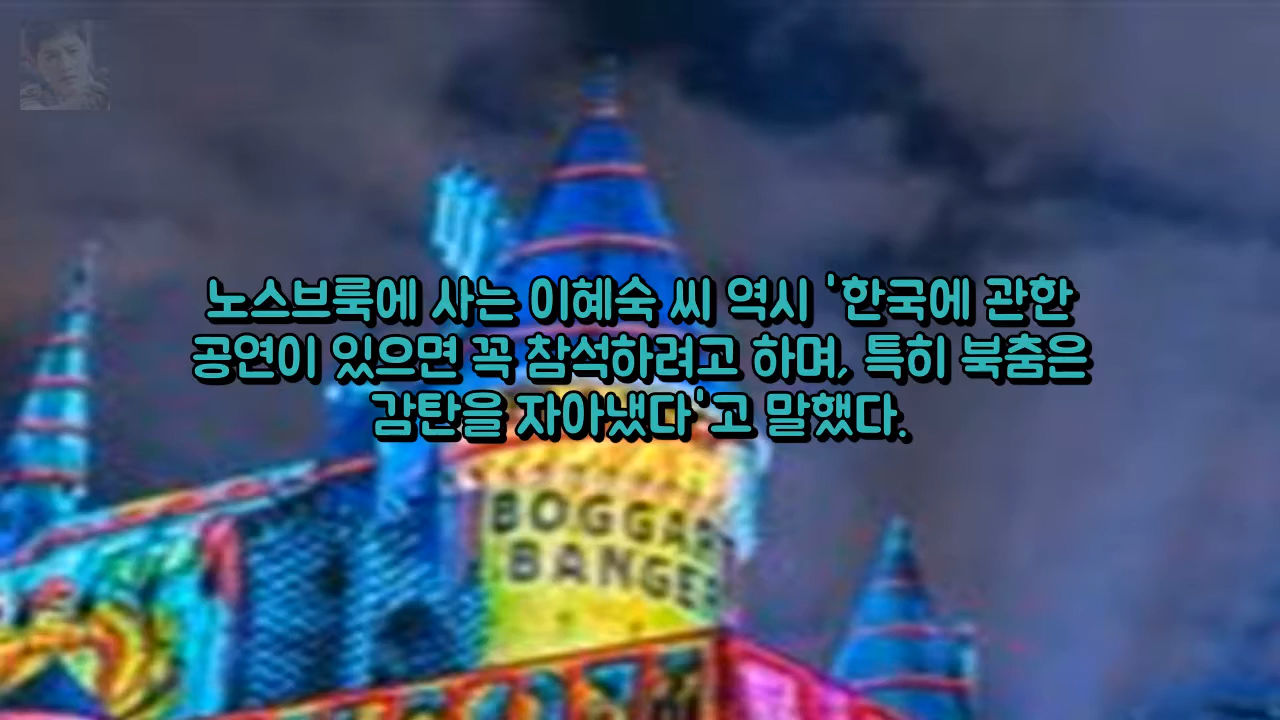 노스브룩에 사는 이혜숙 씨 역시 '한국에 관한
공연이 있으면 꼭 참석하려고 하며, 특히 북춤은
감탄을 자아냈다'고 말했다.
BOGGART